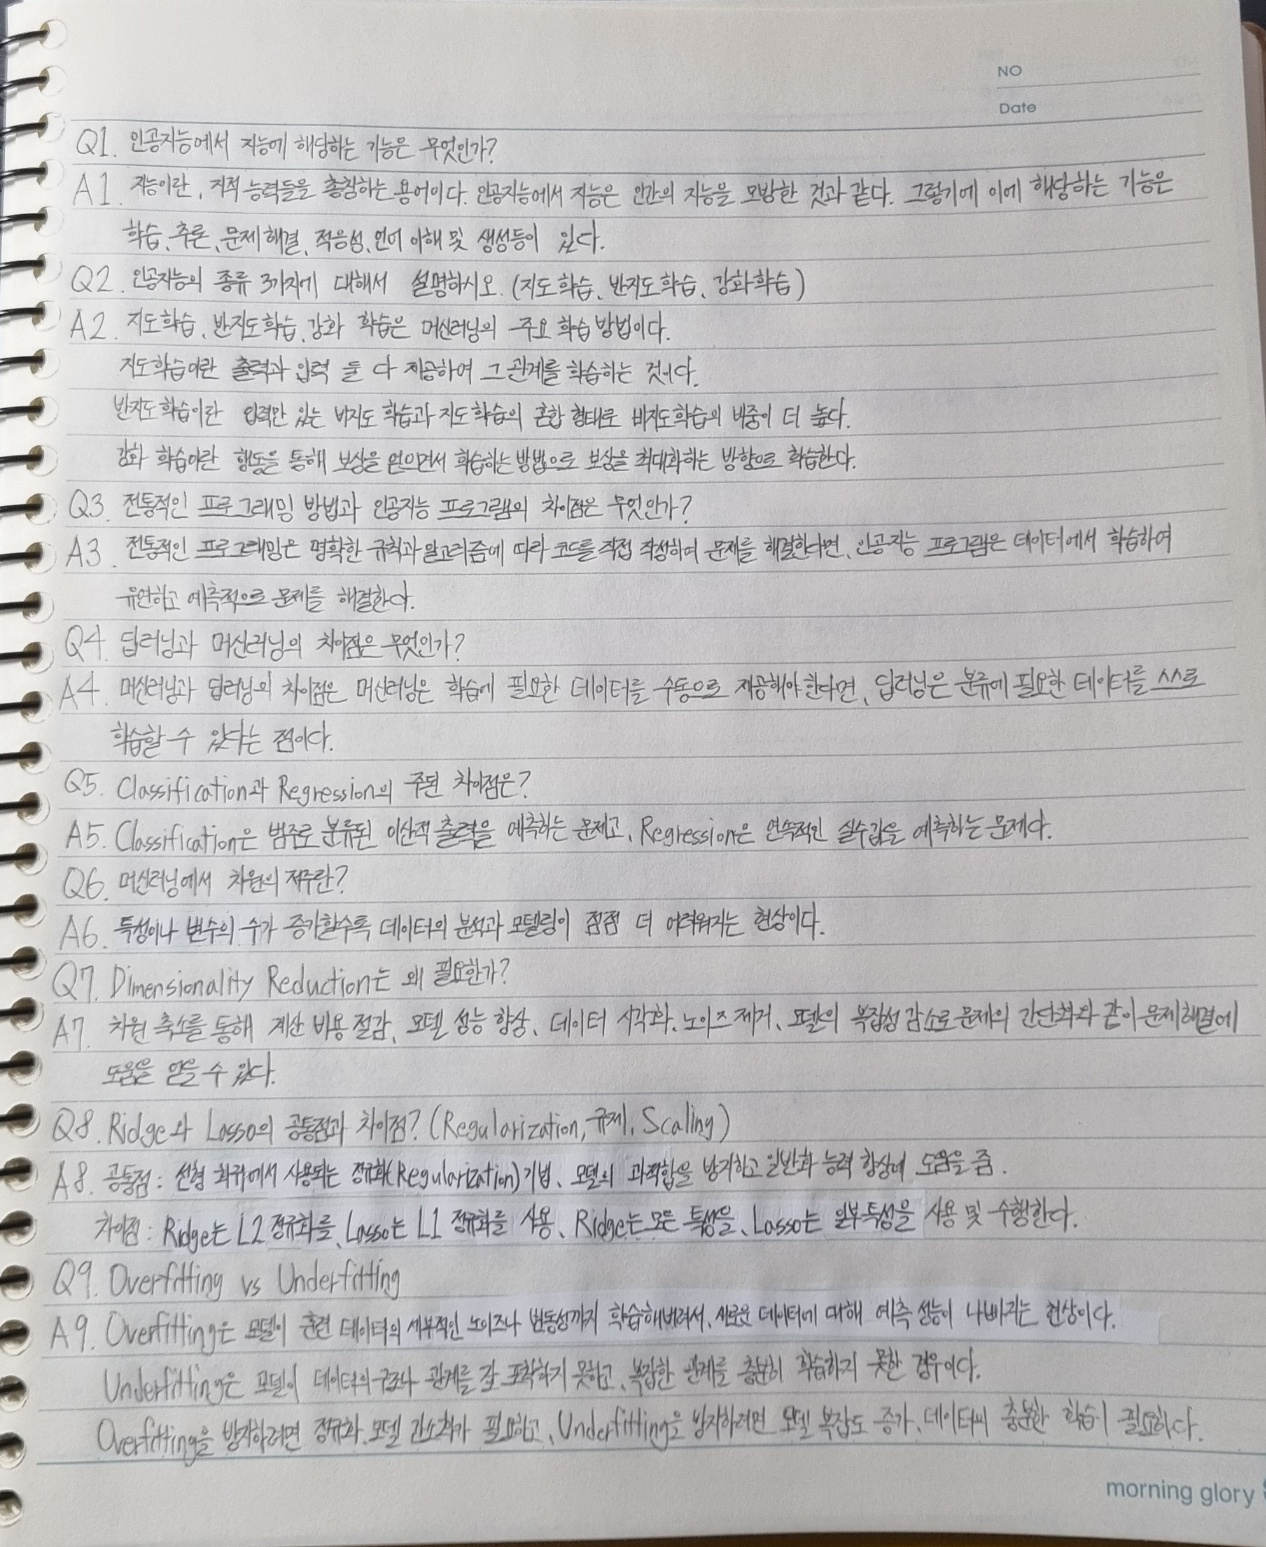 NO
Date
Q1. 인공지능에서 지능에 해당하는 기능은 무엇인가?
A1. 지능이란, 지적 능력들을 총칭하는 용어이다. 인공지능에서 지능은 인간의 지능을 모방한 것과 같다. 그렇기에 이에 해당하는 기능은
학습, 추론, 문제 해결, 적응성, 언어 이해 및 생성등이 있다.
Q2. 인공지능의 종류 3가지에 대해서 설명하시오. (지도 학습, 반지도 학습, 강화 학습)
A2. 지도 학습, 반지도 학습, 강화 학습은 머신러닝의 주요 학습 방법이다.
지도 학습이란 출력과 입력 둘 다 제공하여 그 관계를 학습하는 것이다.
반지도 학습이란 입력만 있는 비지도 학습과 지도 학습의 혼합 형태로 비지도학습의 비중이 더 높다.
강화 학습이란 행동을 통해 보상을 얻으면서 학습하는 방법으로 보상을 최대화하는 방향으로 학습한다.
Q3. 전통적인 프로그래밍 방법과 인공지능 프로그램의 차이점은 무엇인가?
A3. 전통적인 프로그래밍은 명확한 규칙과 알고리즘에 따라 코드를 직접 작성하여 문제를 해결한다면, 인공지능 프로그램은 데이터에서 학습하여
유연하고 예측적으로 문제를 해결한다.
Q4. 딥러닝과 머신러닝의 차이점은 무엇인가?
A4. 머신러닝과 딥러닝의 차이점은 머신러닝은 학습에 필요한 데이터를 수동으로 제공해야 한다면, 딥러닝은 분류에 필요한 데이터를 스스로
학습할 수 있다는 점이다.
Q5. Classification과 Regression의 주된 차이점은?
A5. Classification은 범주로 분류된 이산적 출력을 예측하는 문제고, Regression은 연속적인 실수값을 예측하는 문제다.
Q6. 머신러닝에서 차원의 저주란?
A6. 특성이나 변수의 수가 증가할수록 데이터의 분석과 모델링이 점점 더 어려워지는 현상이다.
Q7. Dimensionality Reduction는 왜 필요한가?
A7. 차원 축소를 통해 계산 비용 절감, 모델 성능 향상, 데이터 시각화, 노이즈 제거, 모델의 복잡성 감소로 문제의 간단화와 같이 문제해결에
도움을 얻을 수 있다.
Q8. Ridge와 Lasso의 공통점과 차이점? (Regularization, 규제, Scaling)
A8. 공통점 : 선형 회귀에서 사용되는 정규화(Regularization) 기법, 모델의 과적합을 방지하고 일반화 능력 향상에 도움을 줌.
차이점 : Ridge는 L2 정규화를, Lasso는 L1 정규화를 사용, Ridge는 모든 특성을, Lasso는 일부 특성을 사용 및 수행한다.
Q9. Overfitting vs Underfitting
A9. Overfitting은 모델이 훈련 데이터의 세부적인 노이즈나 변동성까지 학습해버려서, 새로운 데이터에 대해 예측 성능이 나빠지는 현상이다.
Underfitting은 모델이 데이터의 구조나 관계를 잘 포착하지 못하고, 복잡한 관계를 충분히 학습하지 못한 경우이다.
Overfitting을 방지하려면 정규화, 모델 간소화가 필요하고, Underfitting을 방지하려면 모델 복잡도 증가, 데이터의 충분한 학습이 필요하다.
morning glory